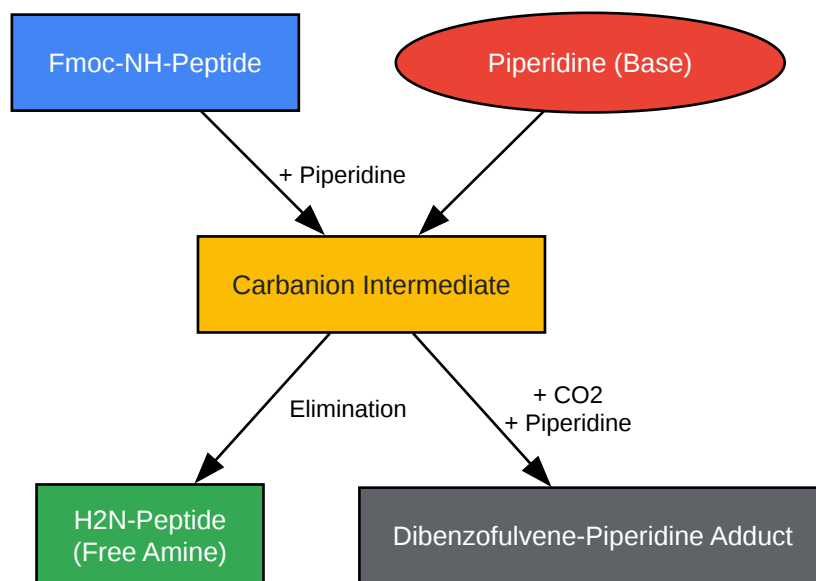 Fmoc-NH-Peptide
Piperidine (Base)
+ Piperidine
Carbanion Intermediate
Elimination
+ CO2
+ Piperidine
H2N-Peptide
(Free Amine)
Dibenzofulvene-Piperidine Adduct